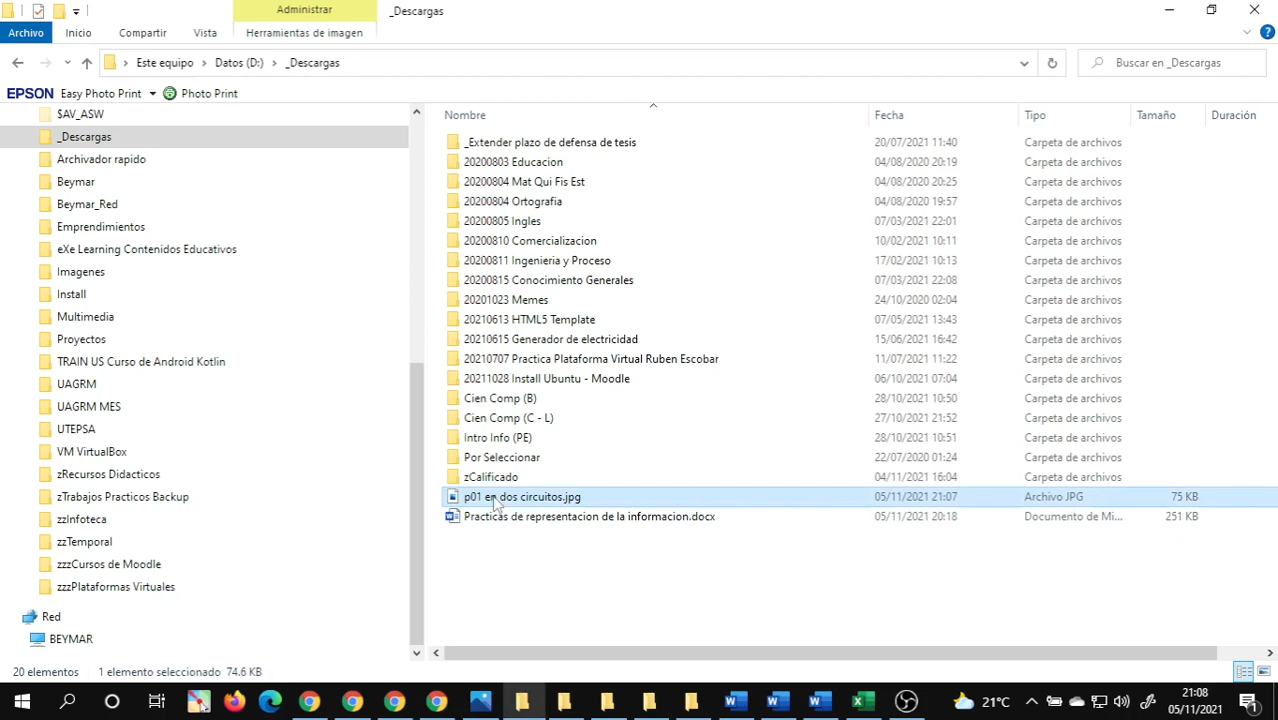 Administrar
_Descargas
Archivo Inicio Compartir Vista Herramientas de imagen
Este equipo > Datos (D:) > _Descargas
Buscar en _Descargas
EPSON Easy Photo Print Photo Print
Nombre Fecha Tipo Tamaño Duración
$AV_ASW
_Descargas
Archivador rapido
Beymar
Beymar_Red
Emprendimientos
eXe Learning Contenidos Educativos
Imagenes
Install
Multimedia
Proyectos
TRAIN US Curso de Android Kotlin
UAGRM
UAGRM MES
UTEPSA
VM VirtualBox
zRecursos Didacticos
zTrabajos Practicos Backup
zzInfoteca
zzTemporal
zzzCursos de Moodle
zzzPlataformas Virtuales
Red
BEYMAR
_Extender plazo de defensa de tesis 20/07/2021 11:40 Carpeta de archivos
20200803 Educacion 04/08/2020 20:19 Carpeta de archivos
20200804 Mat Qui Fis Est 04/08/2020 20:25 Carpeta de archivos
20200804 Ortografia 04/08/2020 19:57 Carpeta de archivos
20200805 Ingles 07/03/2021 22:01 Carpeta de archivos
20200810 Comercializacion 10/02/2021 10:11 Carpeta de archivos
20200811 Ingenieria y Proceso 17/02/2021 10:13 Carpeta de archivos
20200815 Conocimiento Generales 07/03/2021 22:08 Carpeta de archivos
20201023 Memes 24/10/2020 02:04 Carpeta de archivos
20210613 HTML5 Template 07/05/2021 13:43 Carpeta de archivos
20210615 Generador de electricidad 15/06/2021 16:42 Carpeta de archivos
20210707 Practica Plataforma Virtual Ruben Escobar 11/07/2021 11:22 Carpeta de archivos
20211028 Install Ubuntu - Moodle 06/10/2021 07:04 Carpeta de archivos
Cien Comp (B) 28/10/2021 10:50 Carpeta de archivos
Cien Comp (C - L) 27/10/2021 21:52 Carpeta de archivos
Intro Info (PE) 28/10/2021 10:51 Carpeta de archivos
Por Seleccionar 22/07/2020 01:24 Carpeta de archivos
zCalificado 04/11/2021 16:04 Carpeta de archivos
p01 en dos circuitos.jpg 05/11/2021 21:07 Archivo JPG 75 KB
Practicas de representacion de la informacion.docx 05/11/2021 20:18 Documento de Mi... 251 KB
20 elementos 1 elemento seleccionado 74.6 KB
21°C
21:08
05/11/2021
1